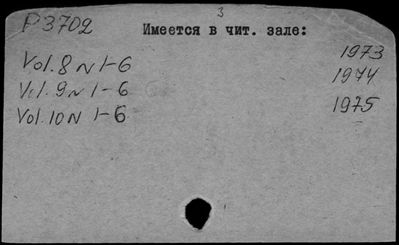 3
P3702 Имеется в чит. зале:
Vol. 8 N 1-6 1973
Vol. 9 N 1-6 1974
Vol. 10 N 1-6 1975